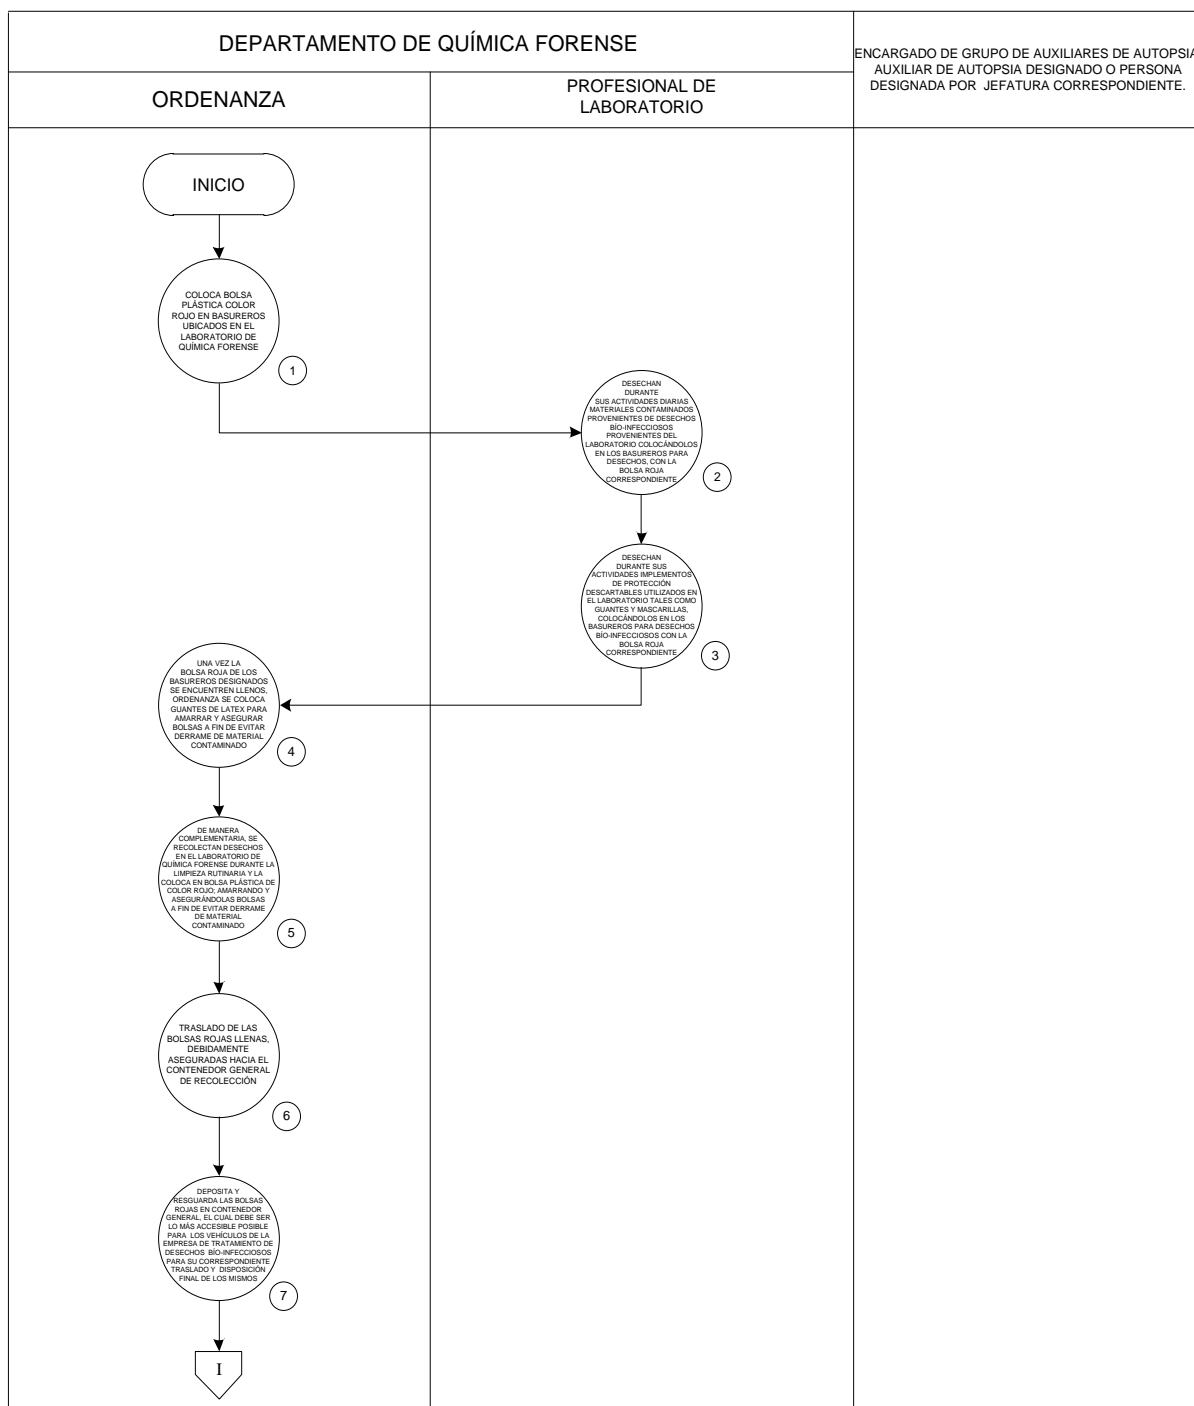 DEPARTAMENTO DE QUÍMICA FORENSE
ENCARGADO DE GRUPO DE AUXILIARES DE AUTOPSIA
AUXILIAR DE AUTOPSIA DESIGNADO O PERSONA
DESIGNADA POR JEFATURA CORRESPONDIENTE.
ORDENANZA
PROFESIONAL DE
LABORATORIO
INICIO
COLOCA BOLSA
PLÁSTICA COLOR
ROJO EN BASUREROS
UBICADOS EN EL
LABORATORIO DE
QUÍMICA FORENSE
1
DESECHAN
DURANTE
SUS ACTIVIDADES DIARIAS
MATERIALES CONTAMINADOS
PROVENIENTES DE DESECHOS
BÍO-INFECCIOSOS
PROVENIENTES DEL
LABORATORIO COLOCÁNDOLOS
EN LOS BASUREROS PARA
DESECHOS, CON LA
BOLSA ROJA
CORRESPONDIENTE
2
DESECHAN
DURANTE SUS
ACTIVIDADES IMPLEMENTOS
DE PROTECCIÓN
DESCARTABLES UTILIZADOS EN
EL LABORATORIO TALES COMO
GUANTES Y MASCARILLAS,
COLOCÁNDOLOS EN LOS
BASUREROS PARA DESECHOS
BÍO-INFECCIOSOS CON LA
BOLSA ROJA
CORRESPONDIENTE
3
UNA VEZ LA
BOLSA ROJA DE LOS
BASUREROS DESIGNADOS
SE ENCUENTREN LLENOS,
ORDENANZA SE COLOCA
GUANTES DE LATEX PARA
AMARRAR Y ASEGURAR
BOLSAS A FIN DE EVITAR
DERRAME DE MATERIAL
CONTAMINADO
4
DE MANERA
COMPLEMENTARIA, SE
RECOLECTAN DESECHOS
EN EL LABORATORIO DE
QUÍMICA FORENSE DURANTE LA
LIMPIEZA RUTINARIA Y LA
COLOCA EN BOLSA PLÁSTICA DE
COLOR ROJO; AMARRANDO Y
ASEGURÁNDOLAS BOLSAS
A FIN DE EVITAR DERRAME
DE MATERIAL
CONTAMINADO
5
TRASLADO DE LAS
BOLSAS ROJAS LLENAS,
DEBIDAMENTE
ASEGURADAS HACIA EL
CONTENEDOR GENERAL
DE RECOLECCIÓN
6
DEPOSITA Y
RESGUARDA LAS BOLSAS
ROJAS EN CONTENEDOR
GENERAL, EL CUAL DEBE SER
LO MÁS ACCESIBLE POSIBLE
PARA LOS VEHÍCULOS DE LA
EMPRESA DE TRATAMIENTO DE
DESECHOS BÍO-INFECCIOSOS
PARA SU CORRESPONDIENTE
TRASLADO Y DISPOSICIÓN
FINAL DE LOS MISMOS
7
I